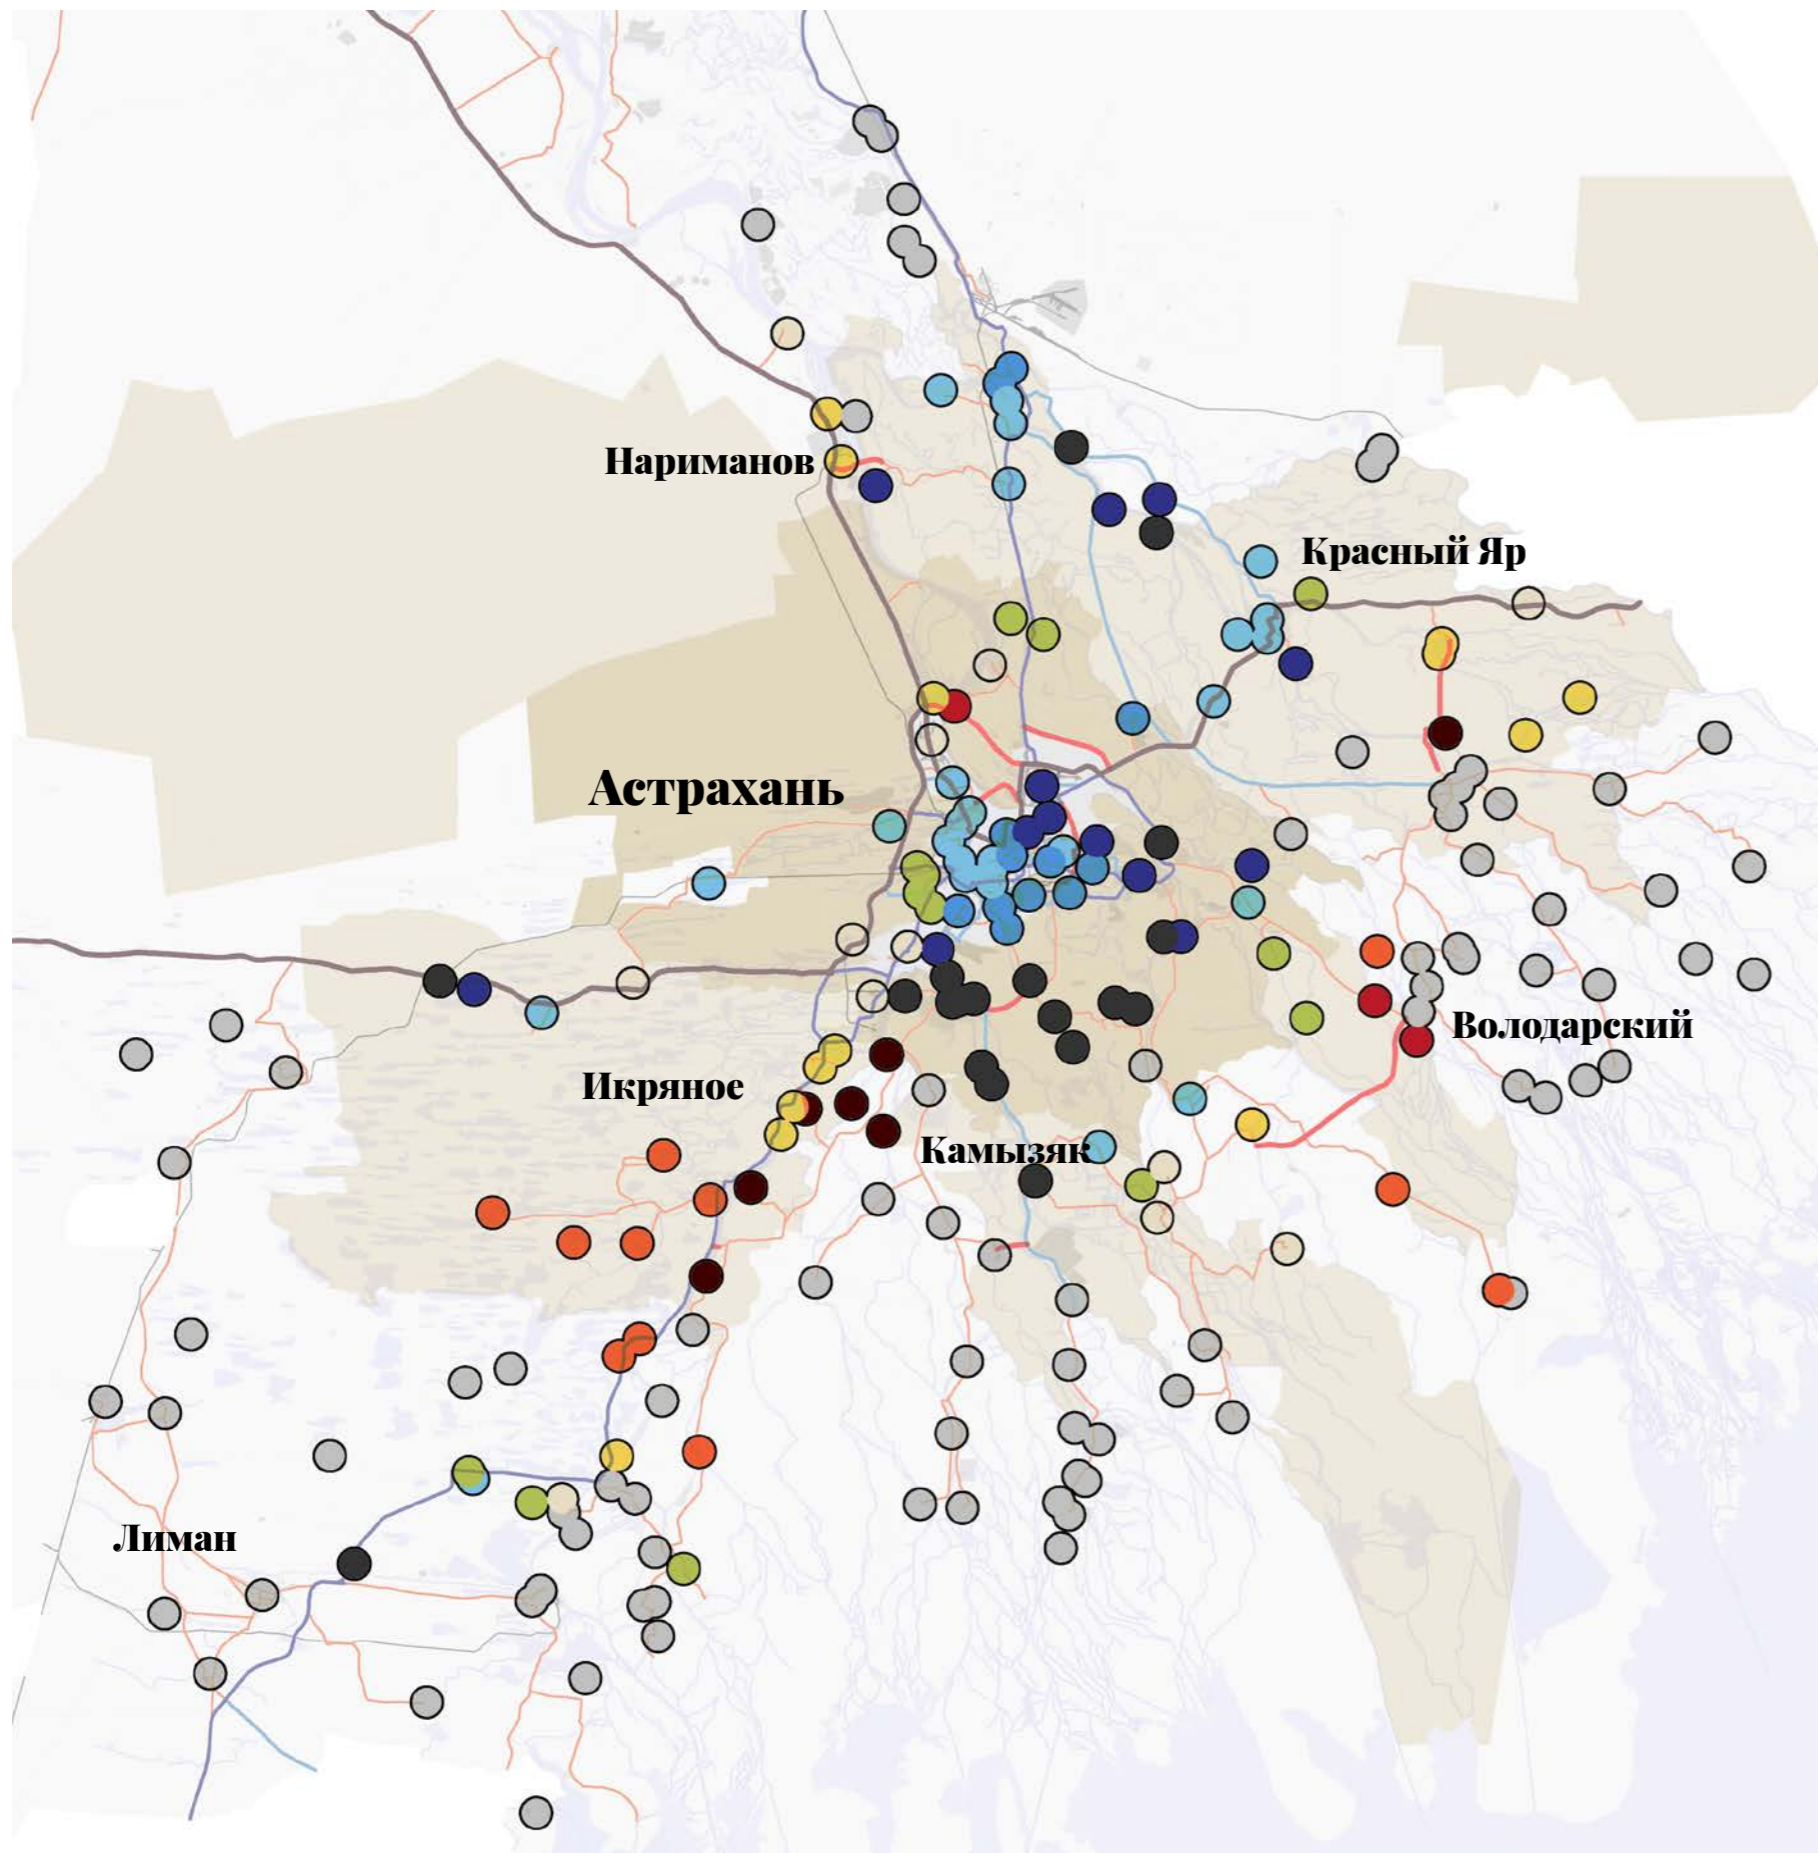 Нариманов
Красный Яр
Астрахань
Володарский
Икряное
Камызяк
Лиман